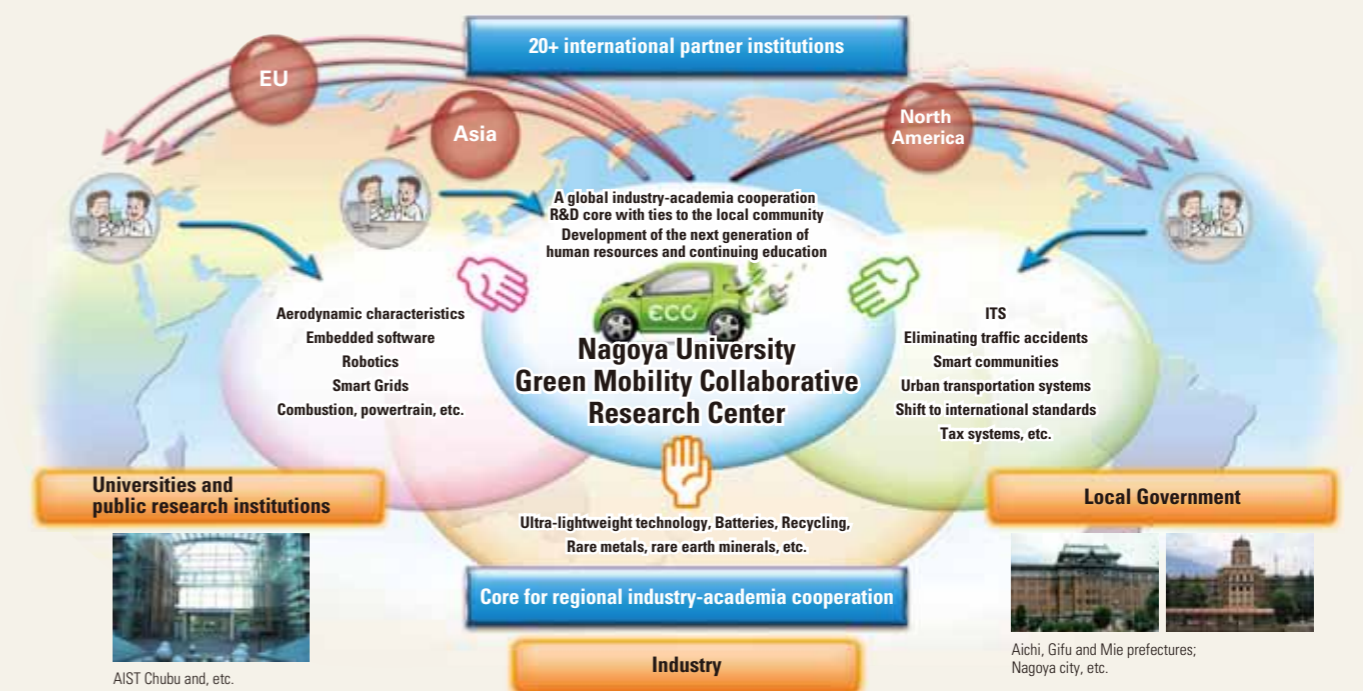 20+ international partner institutions
EU
Asia
North
America
A global industry-academia cooperation
R&D core with ties to the local community
Development of the next generation of
human resources and continuing education
ECO
Nagoya University
Green Mobility Collaborative
Research Center
Aerodynamic characteristics
Embedded software
Robotics
Smart Grids
Combustion, powertrain, etc.
ITS
Eliminating traffic accidents
Smart communities
Urban transportation systems
Shift to international standards
Tax systems, etc.
Universities and
public research institutions
Local Government
Ultra-lightweight technology, Batteries, Recycling,
Rare metals, rare earth minerals, etc.
Core for regional industry-academia cooperation
Industry
AIST Chubu and, etc.
Aichi, Gifu and Mie prefectures;
Nagoya city, etc.